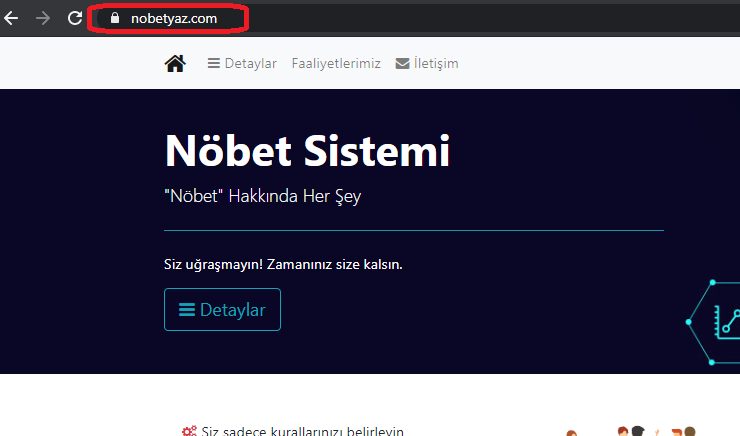 nobetyaz.com
Detaylar Faaliyetlerimiz İletişim
Nöbet Sistemi
"Nöbet" Hakkında Her Şey
Siz uğraşmayın! Zamanınız size kalsın.
Detaylar
Siz sadece kurallarınızı belirleyin